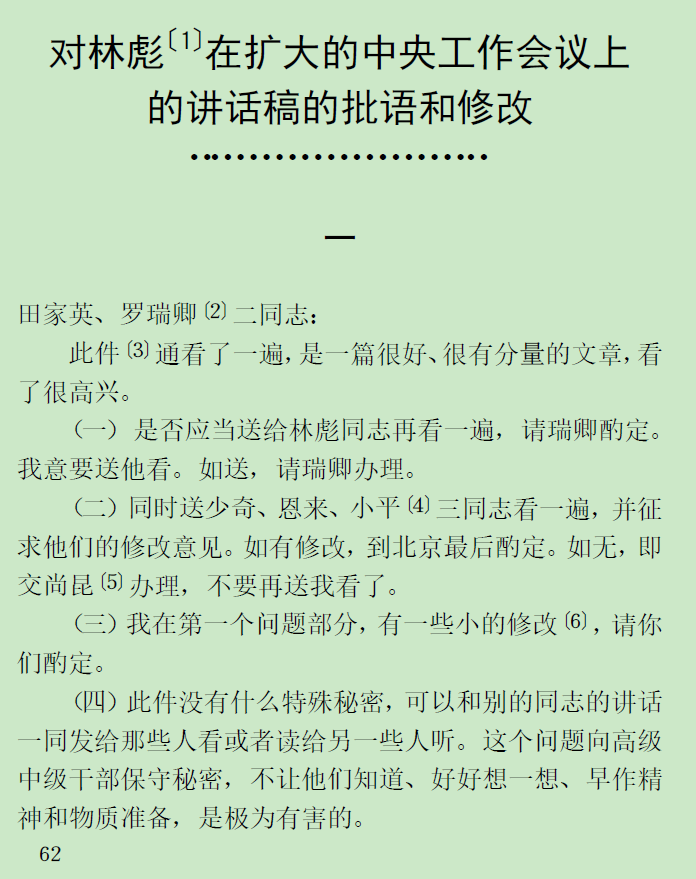 对林彪〔1〕在扩大的中央工作会议上
的讲话稿的批语和修改
一
田家英、罗瑞卿〔2〕二同志：
此件〔3〕通看了一遍，是一篇很好、很有分量的文章，看
了很高兴。
（一） 是否应当送给林彪同志再看一遍， 请瑞卿酌定。
我意要送他看。如送，请瑞卿办理。
（二）同时送少奇、恩来、小平〔4〕三同志看一遍，并征
求他们的修改意见。如有修改，到北京最后酌定。如无，即
交尚昆〔5〕办理， 不要再送我看了。
（三）我在第一个问题部分，有一些小的修改〔6〕，请你
们酌定。
（四）此件没有什么特殊秘密，可以和别的同志的讲话
一同发给那些人看或者读给另一些人听。这个问题向高级
中级干部保守秘密， 不让他们知道、好好想一想、早作精
神和物质准备， 是极为有害的。
62